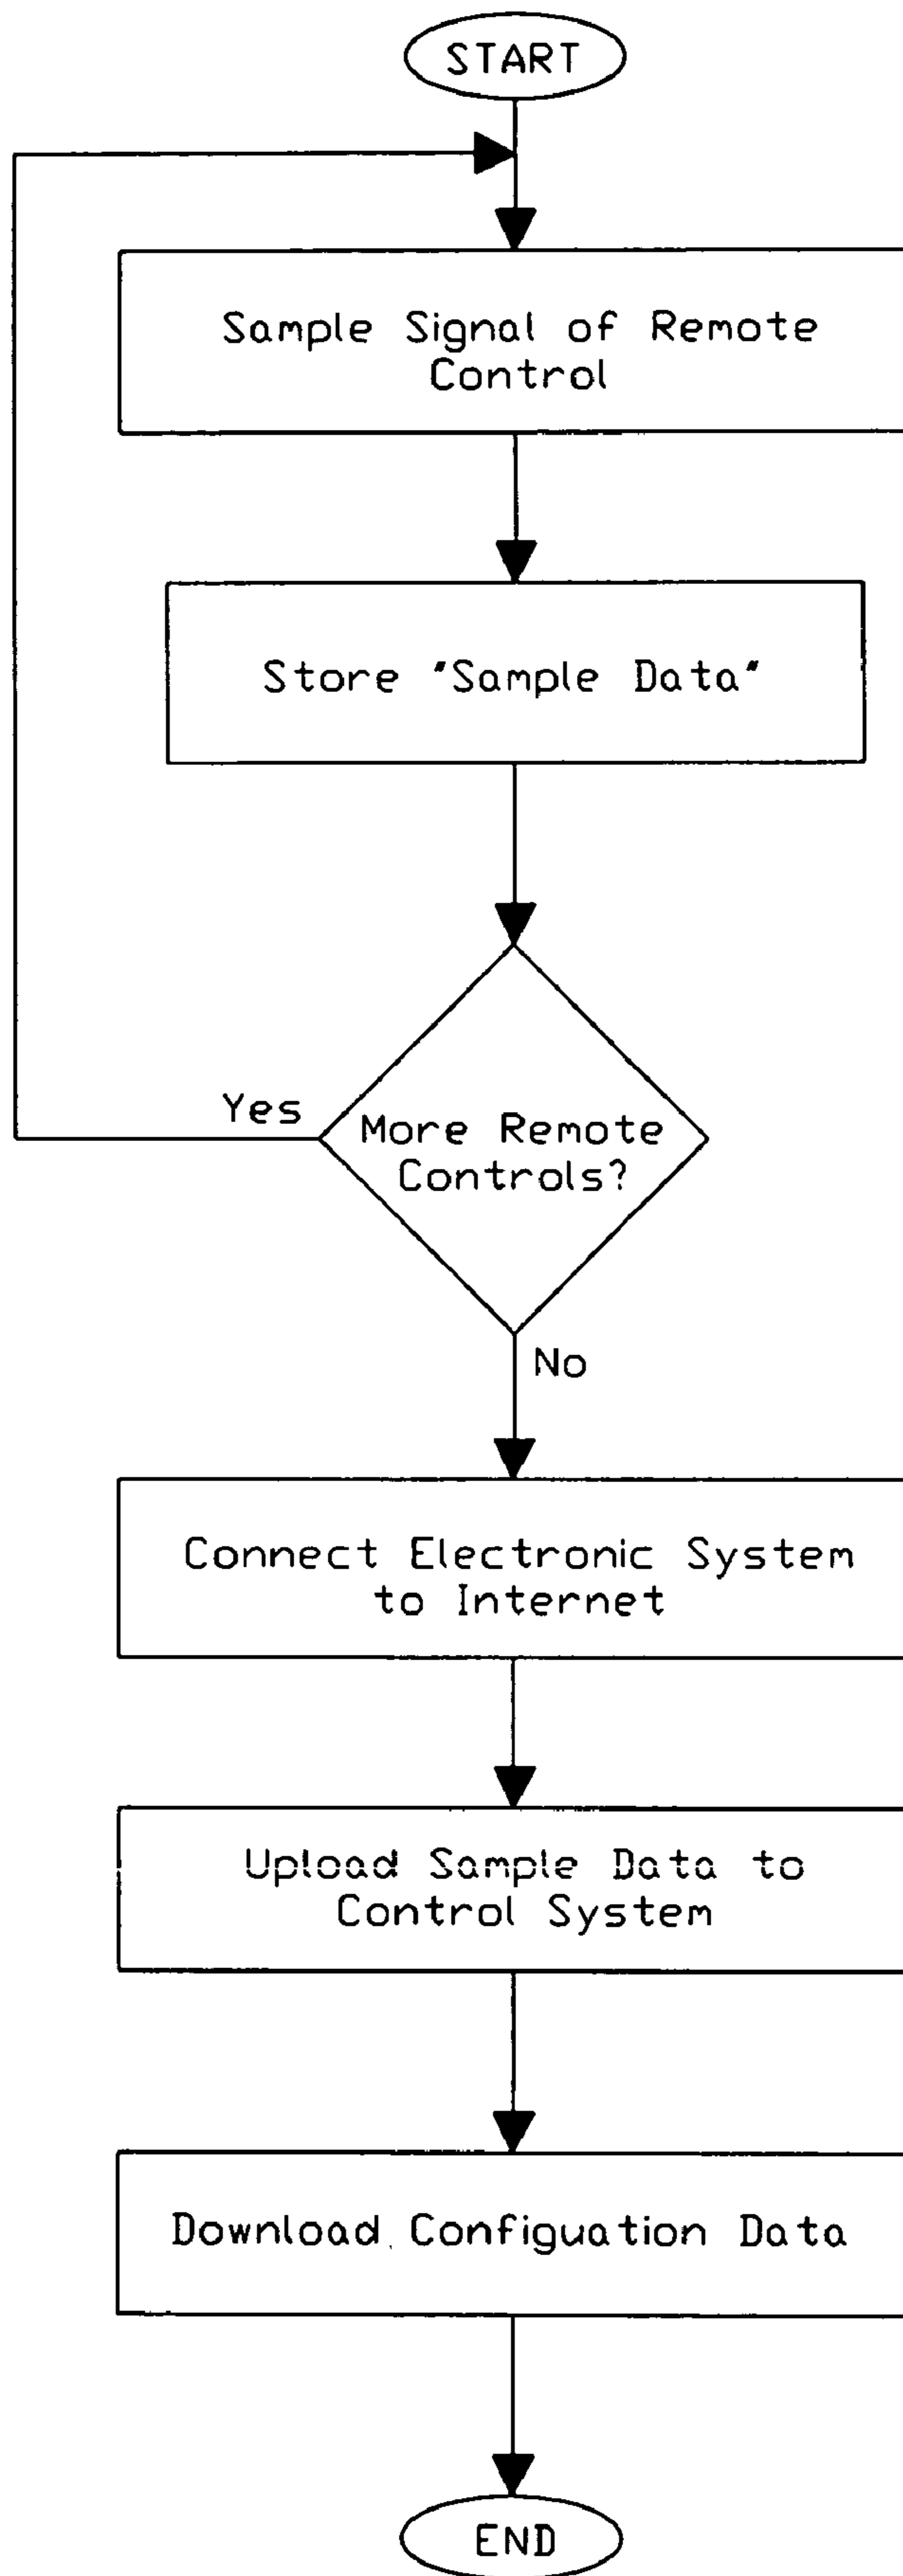 START
Sample Signal of Remote
Control
Store "Sample Data"
Yes
More Remote
Controls?
No
Connect Electronic System
to Internet
Upload Sample Data to
Control System
Download Configuation Data
END